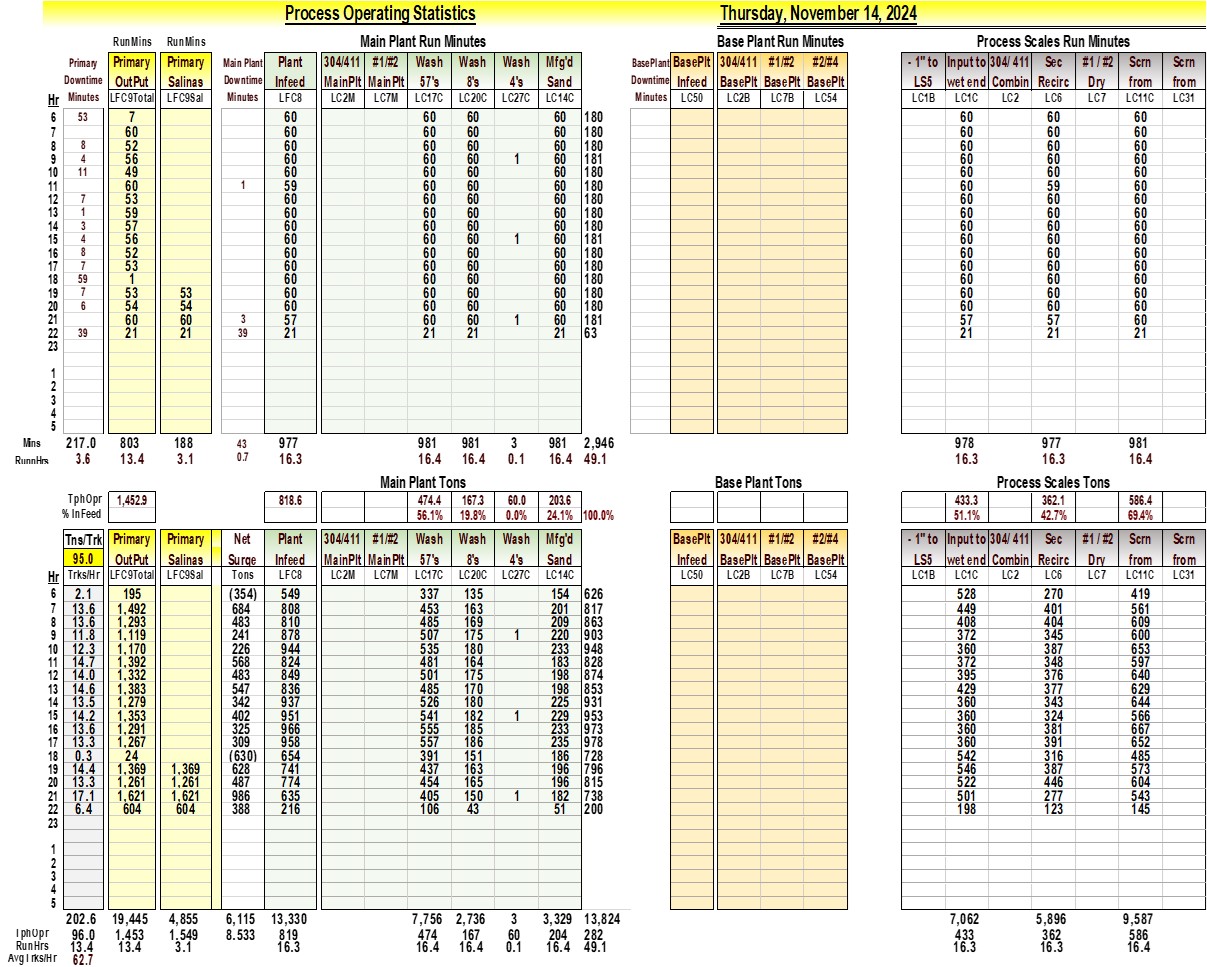 Process Operating Statistics Thursday, November 14, 2024
RunMins RunMins Main Plant Run Minutes Base Plant Run Minutes Process Scales Run Minutes
Primary Primary Primary Main Plant Plant 304/411 #1/#2 Wash Wash Wash Mfg'd BasePlant BasePlt 304/411 #1/#2 #2/#4 - 1" to Input to 304/ 411 Sec #1 / #2 Scrn Scrn
Downtime OutPut Salinas Downtime Infeed MainPlt MainPlt 57's 8's 4's Sand Downtime Infeed BasePlt BasePlt BasePlt LS5 wet end Combin Recirc Dry from from
Hr Minutes LFC9Total LFC9Sal Minutes LFC8 LC2M LC7M LC17C LC20C LC27C LC14C Minutes LC50 LC2B LC7B LC54 LC1B LC1C LC2 LC6 LC7 LC11C LC31
6 53 7 60 60 60 60 180 60 60 60
7 60 60 60 60 60 180 60 60 60
8 8 52 60 60 60 60 180 60 60 60
9 4 56 60 60 60 1 60 181 60 60 60
10 11 49 60 60 60 60 180 60 60 60
11 60 1 59 60 60 60 180 60 59 60
12 7 53 60 60 60 60 180 60 60 60
13 1 59 60 60 60 60 180 60 60 60
14 3 57 60 60 60 60 180 60 60 60
15 4 56 60 60 60 1 60 181 60 60 60
16 8 52 60 60 60 60 180 60 60 60
17 7 53 60 60 60 60 180 60 60 60
18 59 1 60 60 60 60 180 60 60 60
19 7 53 53 60 60 60 60 180 60 60 60
20 6 54 54 60 60 60 60 180 60 60 60
21 60 60 3 57 60 60 1 60 181 57 57 60
22 39 21 21 39 21 21 21 21 63 21 21 21
23
1
2
3
4
5
Mins 217.0 803 188 43 977 981 981 3 981 2,946 978 977 981
RunnHrs 3.6 13.4 3.1 0.7 16.3 16.4 16.4 0.1 16.4 49.1 16.3 16.3 16.4
Main Plant Tons Base Plant Tons Process Scales Tons
TphOpr 1,452.9 818.6 474.4 167.3 60.0 203.6 433.3 362.1 586.4
% InFeed 56.1% 19.8% 0.0% 24.1% 100.0% 51.1% 42.7% 69.4%
Tns/Trk Primary Primary Net Plant 304/411 #1/#2 Wash Wash Wash Mfg'd BasePlt 304/411 #1/#2 #2/#4 - 1" to Input to 304/ 411 Sec #1 / #2 Scrn Scrn
95.0 OutPut Salinas Surge Infeed MainPlt MainPlt 57's 8's 4's Sand Infeed BasePlt BasePlt BasePlt LS5 wet end Combin Recirc Dry from from
Hr Trks/Hr LFC9Total LFC9Sal Tons LFC8 LC2M LC7M LC17C LC20C LC27C LC14C LC50 LC2B LC7B LC54 LC1B LC1C LC2 LC6 LC7 LC11C LC31
6 2.1 195 (354) 549 337 135 154 626 528 270 419
7 13.6 1,492 684 808 453 163 201 817 449 401 561
8 13.6 1,293 483 810 485 169 209 863 408 404 609
9 11.8 1,119 241 878 507 175 1 220 903 372 345 600
10 12.3 1,170 226 944 535 180 233 948 360 387 653
11 14.7 1,392 568 824 481 164 183 828 372 348 597
12 14.0 1,332 483 849 501 175 198 874 395 376 640
13 14.6 1,383 547 836 485 170 198 853 429 377 629
14 13.5 1,279 342 937 526 180 225 931 360 343 644
15 14.2 1,353 402 951 541 182 1 229 953 360 324 566
16 13.6 1,291 325 966 555 185 233 973 360 381 667
17 13.3 1,267 309 958 557 186 235 978 360 391 652
18 0.3 24 (630) 654 391 151 186 728 542 316 485
19 14.4 1,369 1,369 628 741 437 163 196 796 546 387 573
20 13.3 1,261 1,261 487 774 454 165 196 815 522 446 604
21 17.1 1,621 1,621 986 635 405 150 1 182 738 501 277 543
22 6.4 604 604 388 216 106 43 51 200 198 123 145
23
1
2
3
4
5
202.6 19,445 4,855 6,115 13,330 7,756 2,736 3 3,329 13,824 7,062 5,896 9,587
TphOpr 96.0 1.453 1.549 8.533 819 474 167 60 204 282 433 362 586
RunHrs 13.4 13.4 3.1 16.3 16.4 16.4 0.1 16.4 49.1 16.3 16.3 16.4
AvgTrks/Hr 62.7